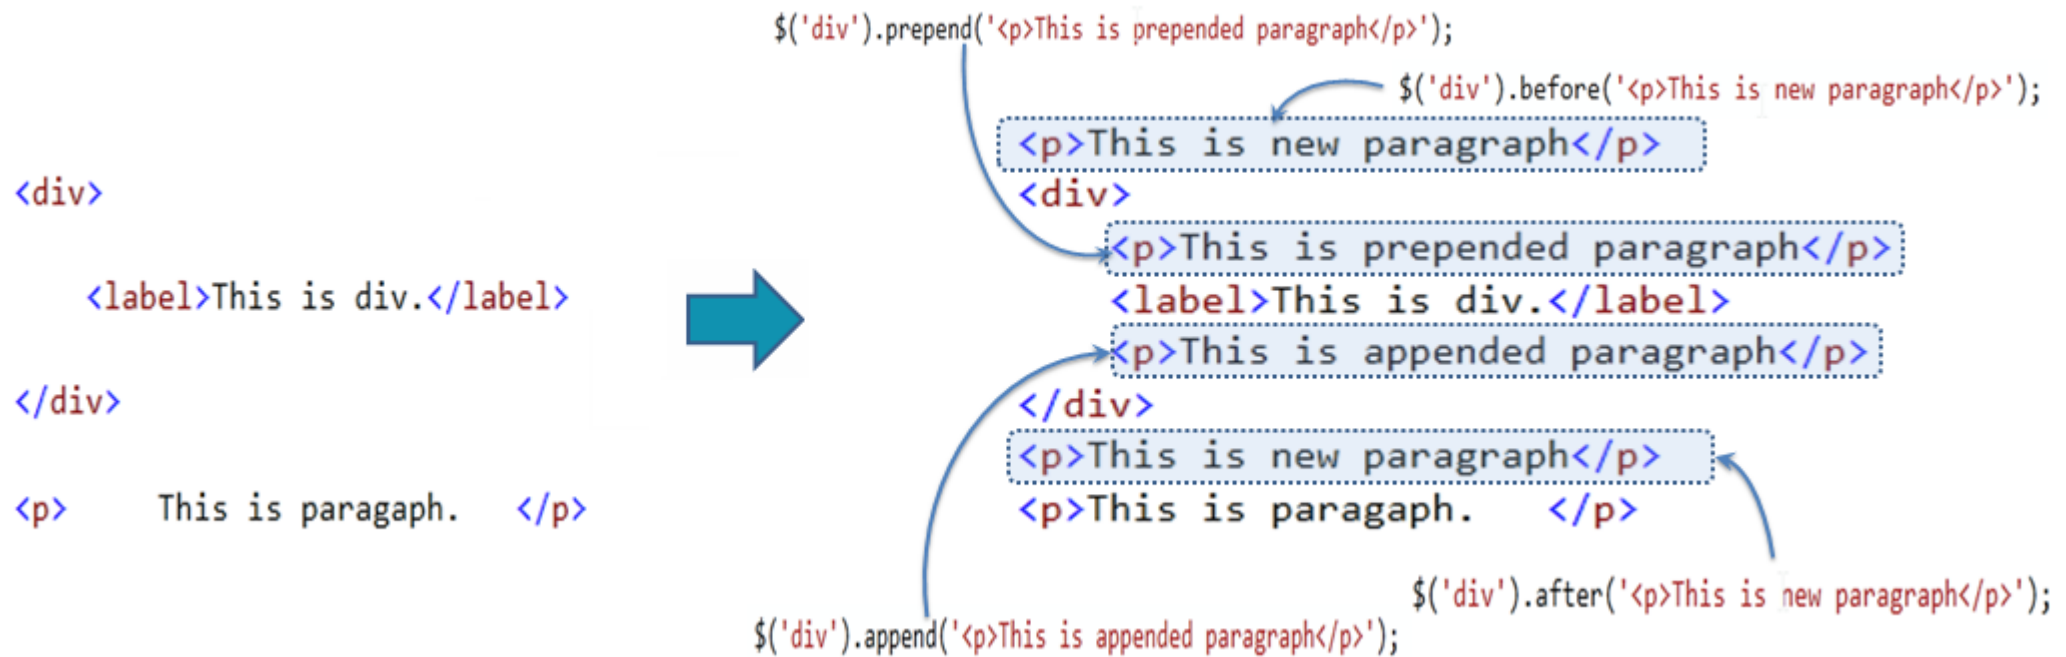 <div>
<label>This is div.</label>
</div>
<p>    This is paragaph.   </p>
$('div').prepend('<p>This is prepended paragraph</p>');
$('div').before('<p>This is new paragraph</p>');
<p>This is new paragraph</p>
<div>
<p>This is prepended paragraph</p>
<label>This is div.</label>
<p>This is appended paragraph</p>
</div>
<p>This is new paragraph</p>
<p>This is paragaph.   </p>
$('div').after('<p>This is new paragraph</p>');
$('div').append('<p>This is appended paragraph</p>');